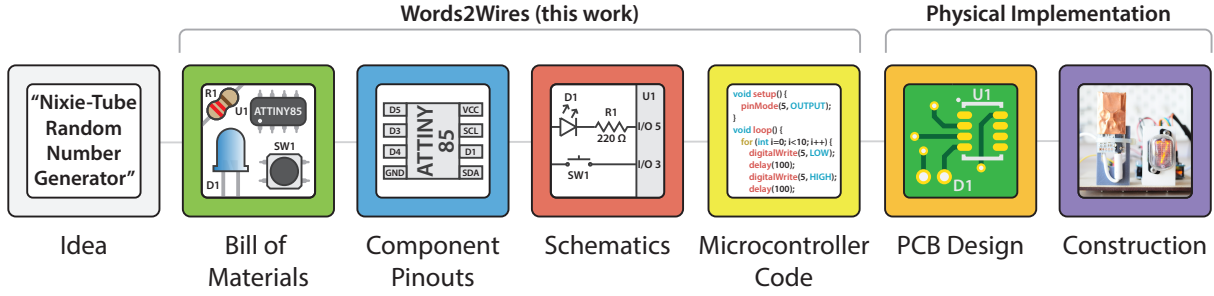 Words2Wires (this work)
Physical Implementation
“Nixie-Tube
Random
Number
Generator”
R1
U1
ATTINY85
SW1
D1
D5
D3
D4
GND
ATTINY
85
VCC
SCL
D1
SDA
D1
R1
220 Ω
U1
I/O 5
I/O 3
SW1
void setup() {
pinMode(5, OUTPUT);
}
void loop() {
for (int i=0; i<10; i++) {
digitalWrite(5, LOW);
delay(100);
digitalWrite(5, HIGH);
delay(100);
U1
D1
Idea
Bill of
Materials
Component
Pinouts
Schematics
Microcontroller
Code
PCB Design
Construction